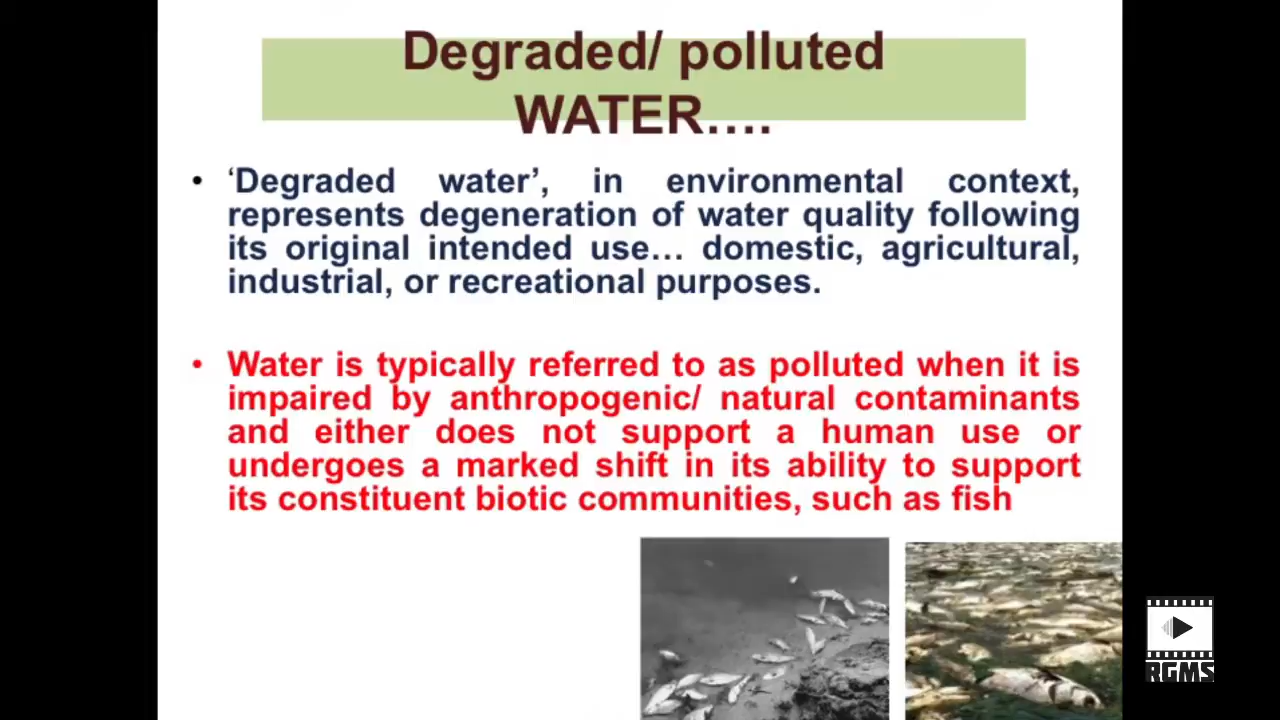 Degraded/ polluted
WATER….
• ‘Degraded water’, in environmental context,
represents degeneration of water quality following
its original intended use… domestic, agricultural,
industrial, or recreational purposes.
• Water is typically referred to as polluted when it is
impaired by anthropogenic/ natural contaminants
and either does not support a human use or
undergoes a marked shift in its ability to support
its constituent biotic communities, such as fish
RGMS